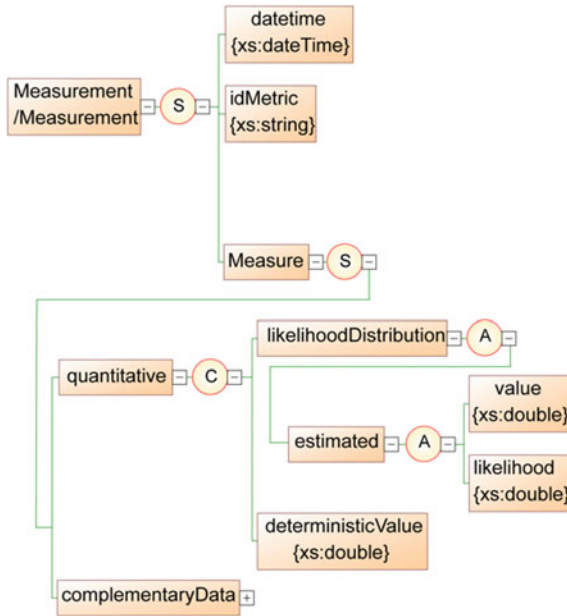 datetime
{xs:dateTime}
Measurement
/Measurement
S
idMetric
{xs:string}
Measure
S
likelihoodDistribution
A
quantitative
C
value
{xs:double}
estimated
A
likelihood
{xs:double}
deterministicValue
{xs:double}
complementaryData